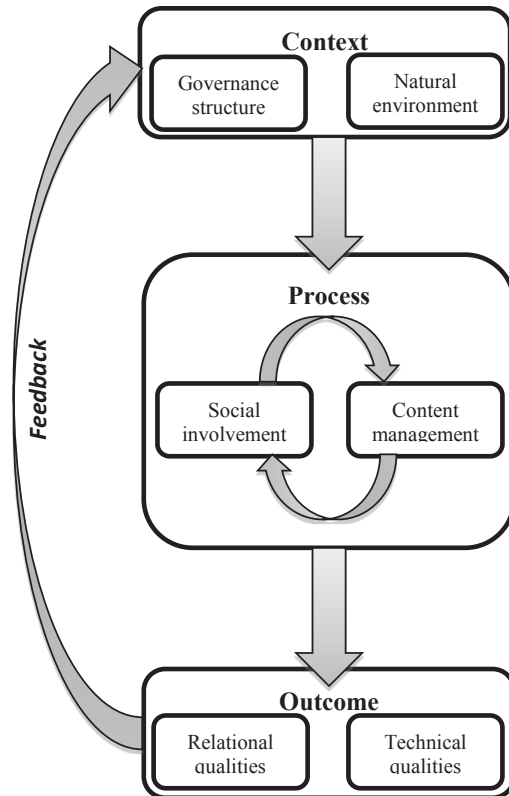 Context
Governance
structure
Natural
environment
Process
Social
involvement
Content
management
Feedback
Outcome
Relational
qualities
Technical
qualities